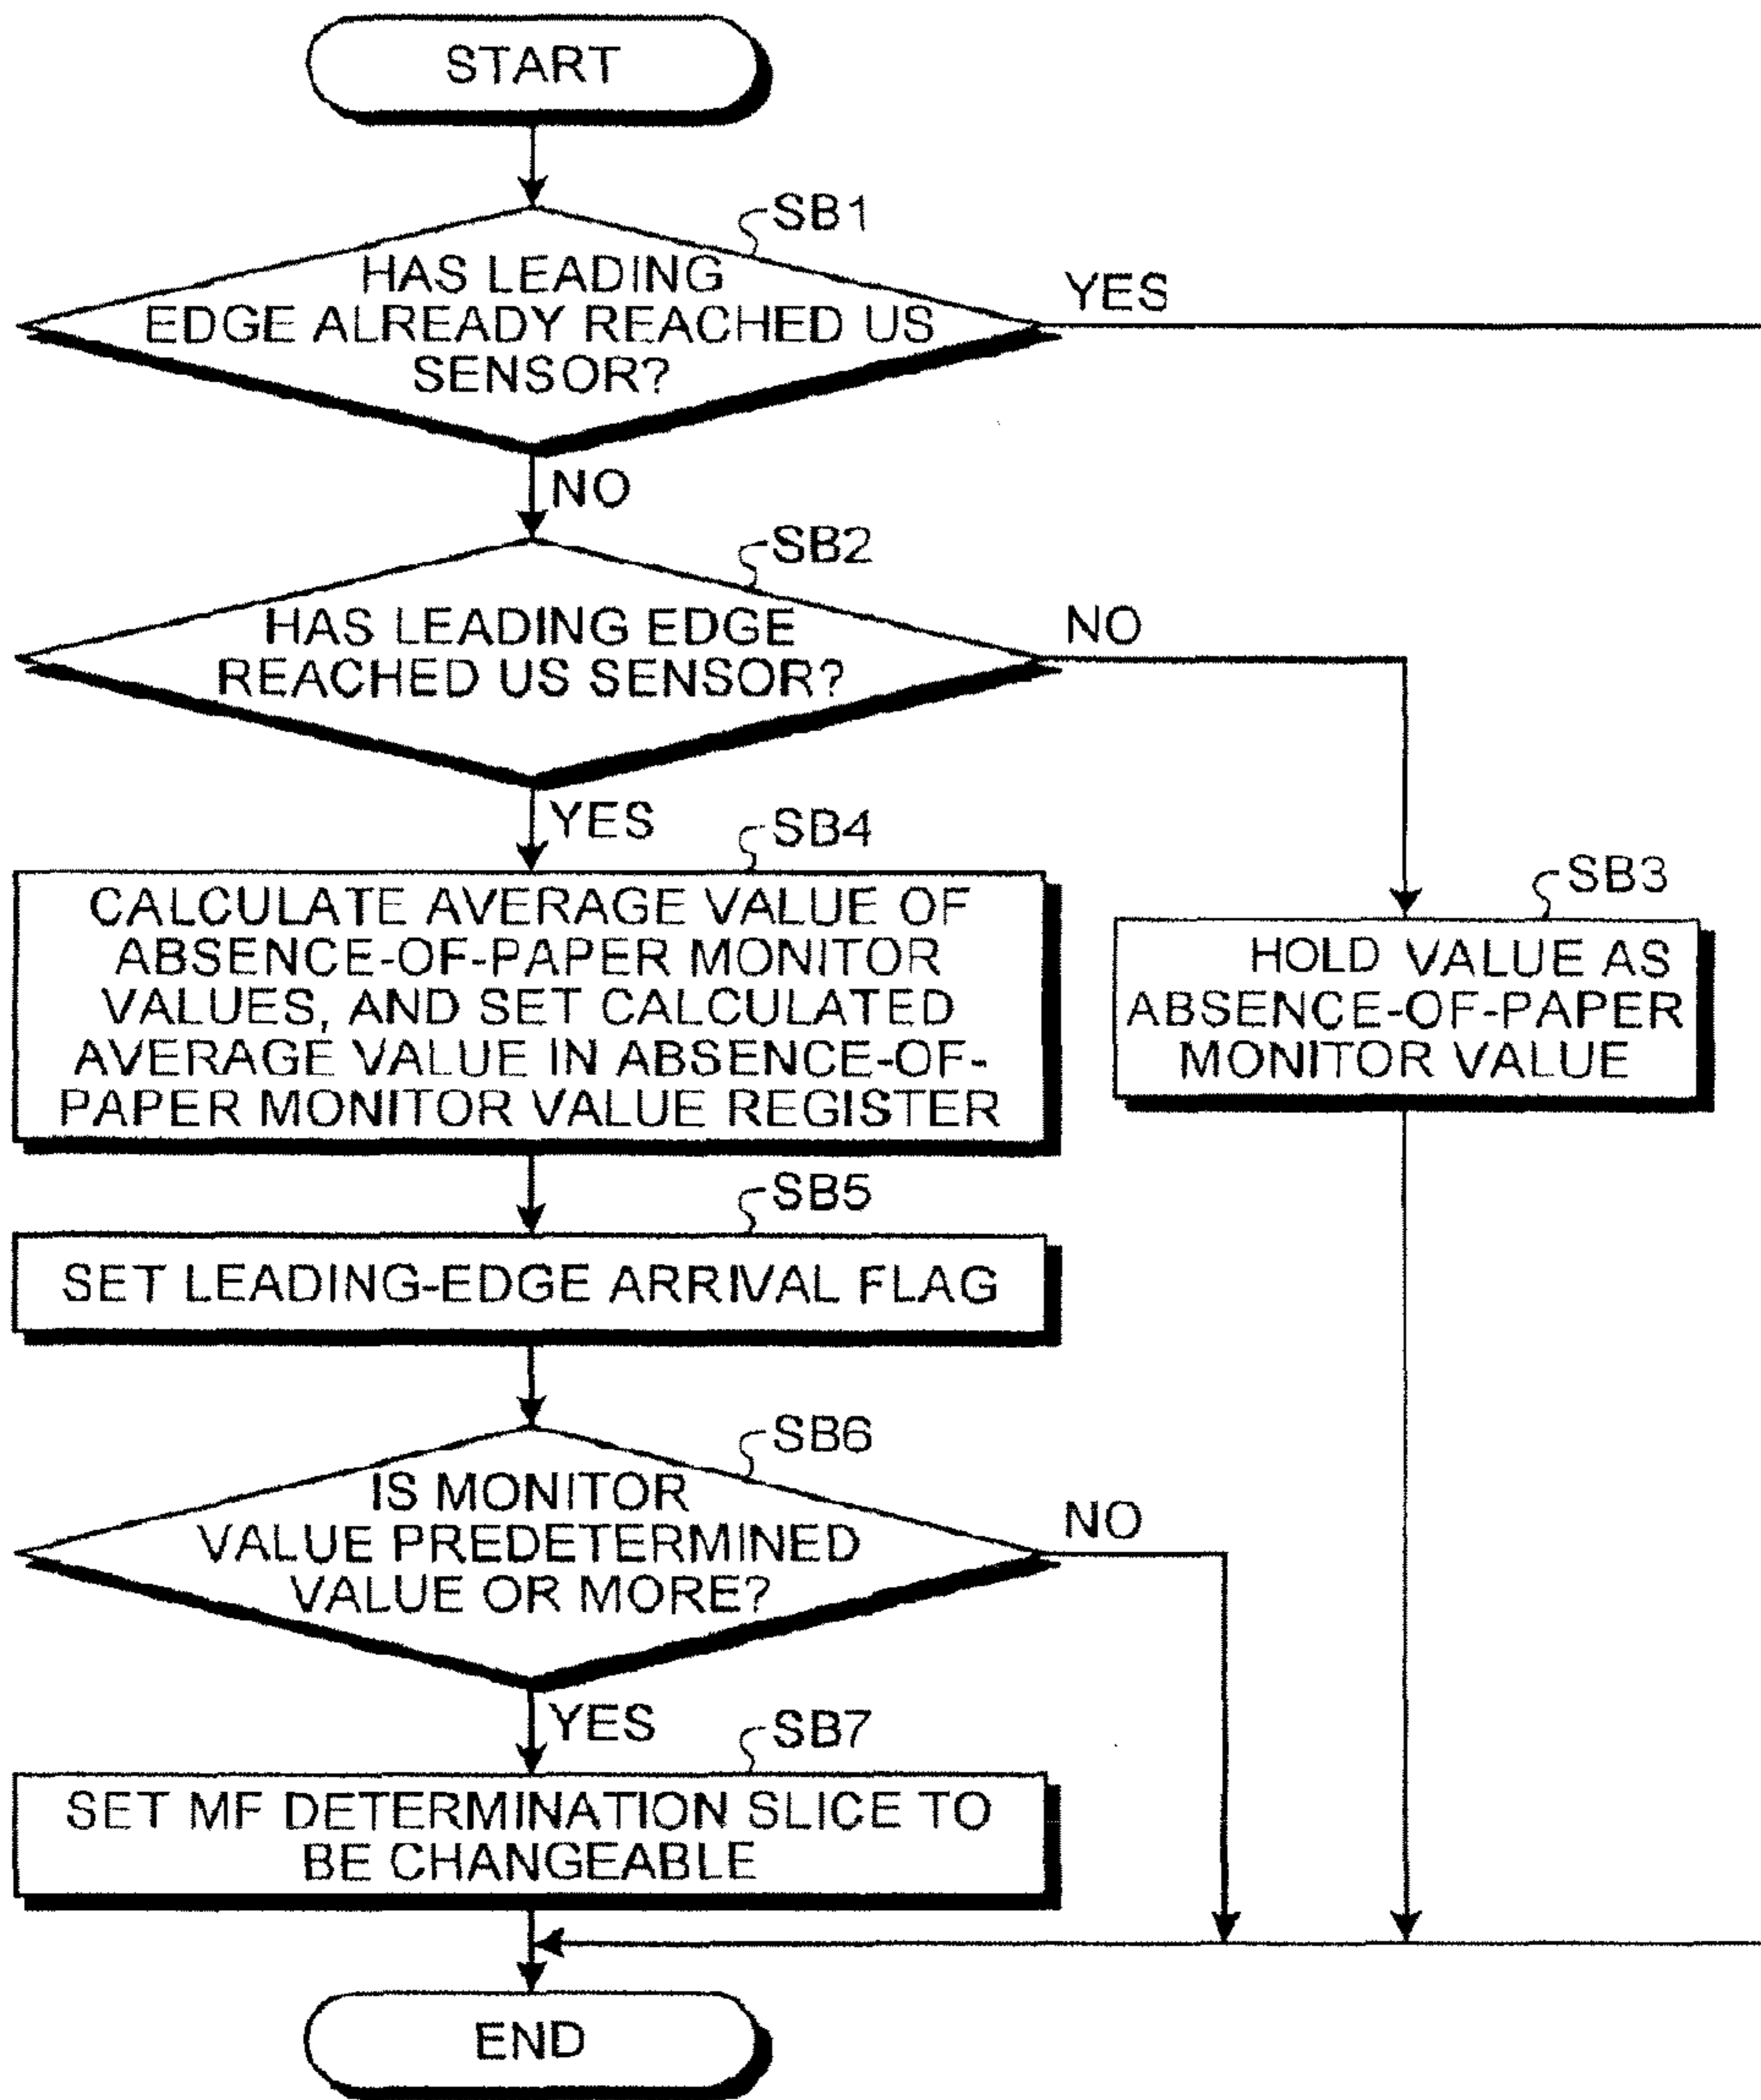 START
SB1
HAS LEADING
EDGE ALREADY REACHED US
SENSOR?
YES
NO
SB2
HAS LEADING EDGE
REACHED US SENSOR?
NO
YES
SB4
CALCULATE AVERAGE VALUE OF
ABSENCE-OF-PAPER MONITOR
VALUES, AND SET CALCULATED
AVERAGE VALUE IN ABSENCE-OF-
PAPER MONITOR VALUE REGISTER
SB3
HOLD VALUE AS
ABSENCE-OF-PAPER
MONITOR VALUE
SB5
SET LEADING-EDGE ARRIVAL FLAG
SB6
IS MONITOR
VALUE PREDETERMINED
VALUE OR MORE?
NO
YES
SB7
SET MF DETERMINATION SLICE TO
BE CHANGEABLE
END